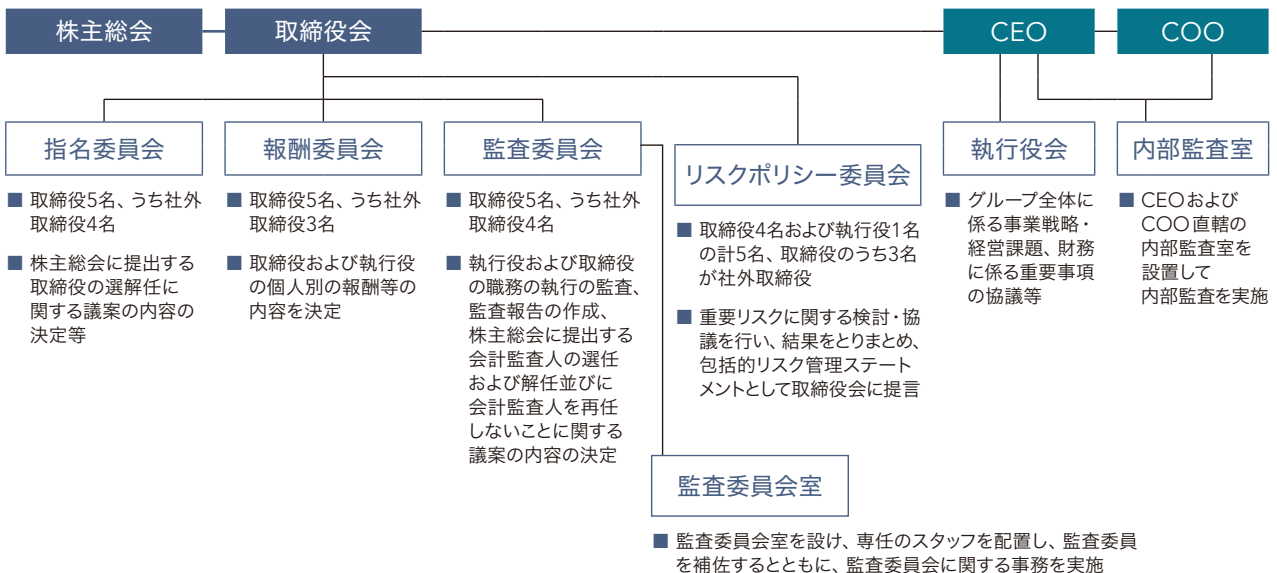 株主総会
取締役会
CEO
COO
指名委員会
■ 取締役5名、うち社外
取締役4名
■ 株主総会に提出する
取締役の選解任に
関する議案の内容の
決定等
報酬委員会
■ 取締役5名、うち社外
取締役3名
■ 取締役および執行役
の個人別の報酬等の
内容を決定
監査委員会
■ 取締役5名、うち社外
取締役4名
■ 執行役および取締役
の職務の執行の監査、
監査報告の作成、
株主総会に提出する
会計監査人の選任
および解任並びに
会計監査人を再任
しないことに関する
議案の内容の決定
リスクポリシー委員会
■ 取締役4名および執行役1名
の計5名、取締役のうち3名
が社外取締役
■ 重要リスクに関する検討・協
議を行い、結果をとりまとめ、
包括的リスク管理ステート
メントとして取締役会に提言
執行役会
■ グループ全体に
係る事業戦略・
経営課題、財務
に係る重要事項
の協議等
内部監査室
■ CEOおよび
COO直轄の
内部監査室を
設置して
内部監査を実施
監査委員会室
■ 監査委員会室を設け、専任のスタッフを配置し、監査委員
を補佐するとともに、監査委員会に関する事務を実施